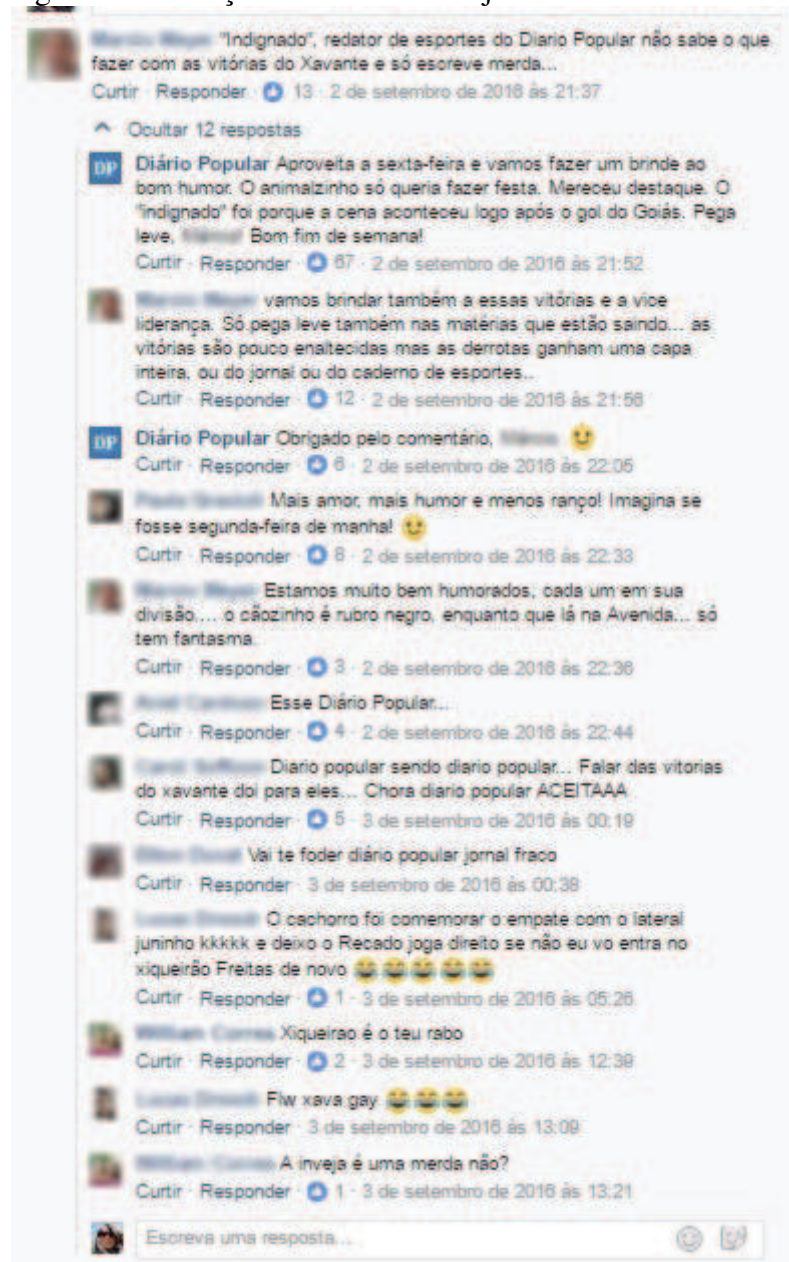 "Indignado", redator de esportes do Diario Popular não sabe o que
fazer com as vitórias do Xavante e só escreve merda...
Curtir · Responder · 13 · 2 de setembro de 2016 às 21:37
Ocultar 12 respostas
DP Diário Popular Aproveita a sexta-feira e vamos fazer um brinde ao
bom humor. O animalzinho só queria fazer festa. Mereceu destaque. O
"indignado" foi porque a cena aconteceu logo após o gol do Goiás. Pega
leve, Bom fim de semana!
Curtir · Responder · 67 · 2 de setembro de 2016 às 21:52
vamos brindar também a essas vitórias e a vice
liderança. Só pega leve também nas matérias que estão saindo... as
vitórias são pouco enaltecidas mas as derrotas ganham uma capa
inteira, ou do jornal ou do caderno de esportes..
Curtir · Responder · 12 · 2 de setembro de 2016 às 21:56
DP Diário Popular Obrigado pelo comentário,
Curtir · Responder · 6 · 2 de setembro de 2016 às 22:05
Mais amor, mais humor e menos ranço! Imagina se
fosse segunda-feira de manha!
Curtir · Responder · 8 · 2 de setembro de 2016 às 22:33
Estamos muito bem humorados, cada um em sua
divisão.... o cãozinho é rubro negro, enquanto que lá na Avenida... só
tem fantasma.
Curtir · Responder · 3 · 2 de setembro de 2016 às 22:36
Esse Diário Popular...
Curtir · Responder · 4 · 2 de setembro de 2016 às 22:44
Diario popular sendo diario popular... Falar das vitorias
do xavante doi para eles... Chora diario popular ACEITAAA
Curtir · Responder · 5 · 3 de setembro de 2016 às 00:19
Vai te foder diário popular jornal fraco
Curtir · Responder · 3 de setembro de 2016 às 00:38
O cachorro foi comemorar o empate com o lateral
juninho kkkkk e deixo o Recado joga direito se não eu vo entra no
xiqueirão Freitas de novo 😄😄😄😄😄
Curtir · Responder · 1 · 3 de setembro de 2016 às 05:26
Xiqueirao é o teu rabo
Curtir · Responder · 2 · 3 de setembro de 2016 às 12:39
Flw xava gay 😄😄😄
Curtir · Responder · 3 de setembro de 2016 às 13:09
A inveja é uma merda não?
Curtir · Responder · 1 · 3 de setembro de 2016 às 13:21
Escreva uma resposta...